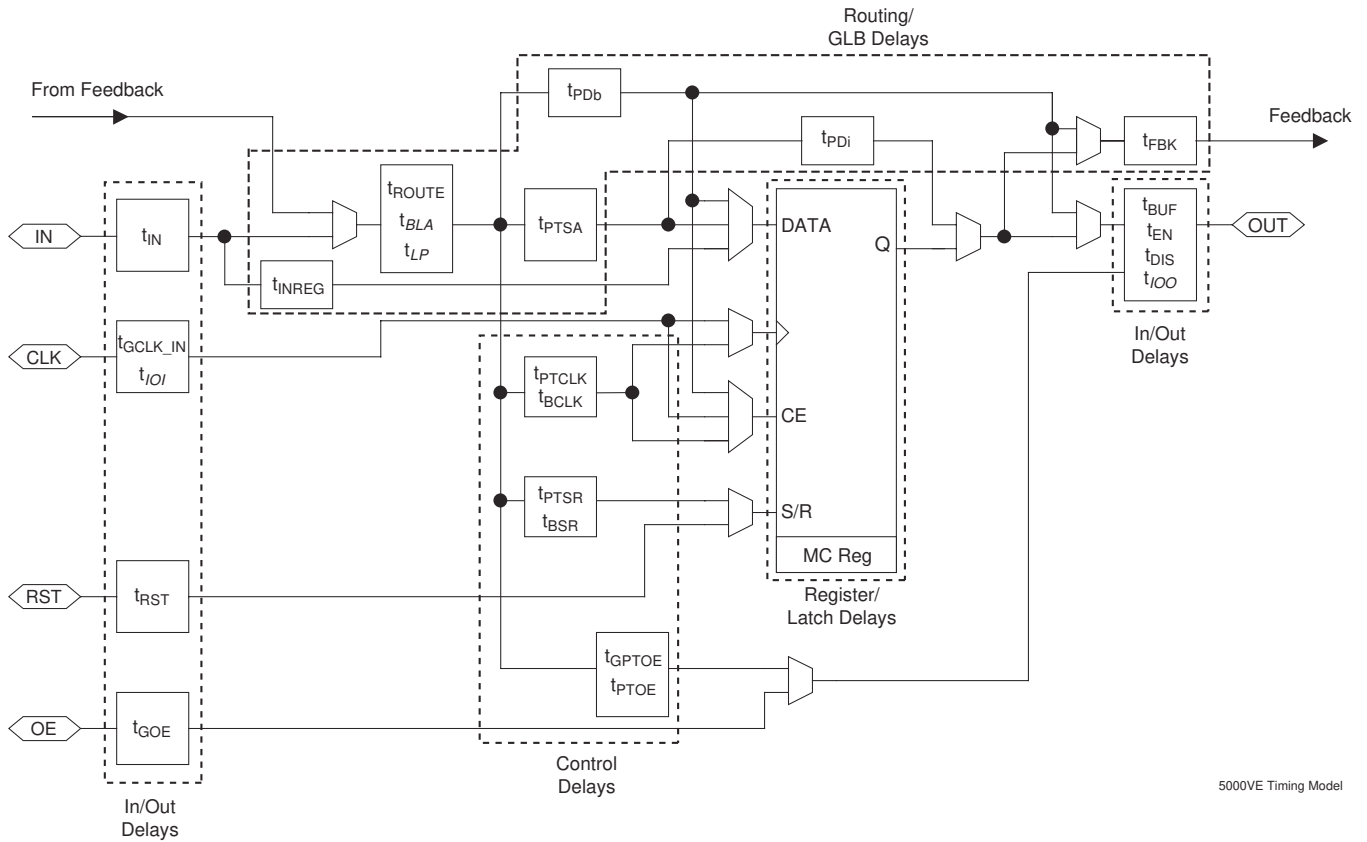 Routing/
GLB Delays
From Feedback
tPDb
Feedback
tPDi
tFBK
tROUTE
tBLA
tLP
IN
tIN
tPTSA
DATA
Q
tBUF
tEN
tDIS
tIOO
OUT
tINREG
In/Out
Delays
CLK
tGCLK_IN
tIOI
tPTCLK
tBCLK
CE
tPTSR
tBSR
S/R
MC Reg
Register/
Latch Delays
RST
tRST
tGPTOE
tPTOE
OE
tGOE
Control
Delays
In/Out
Delays
5000VE Timing Model